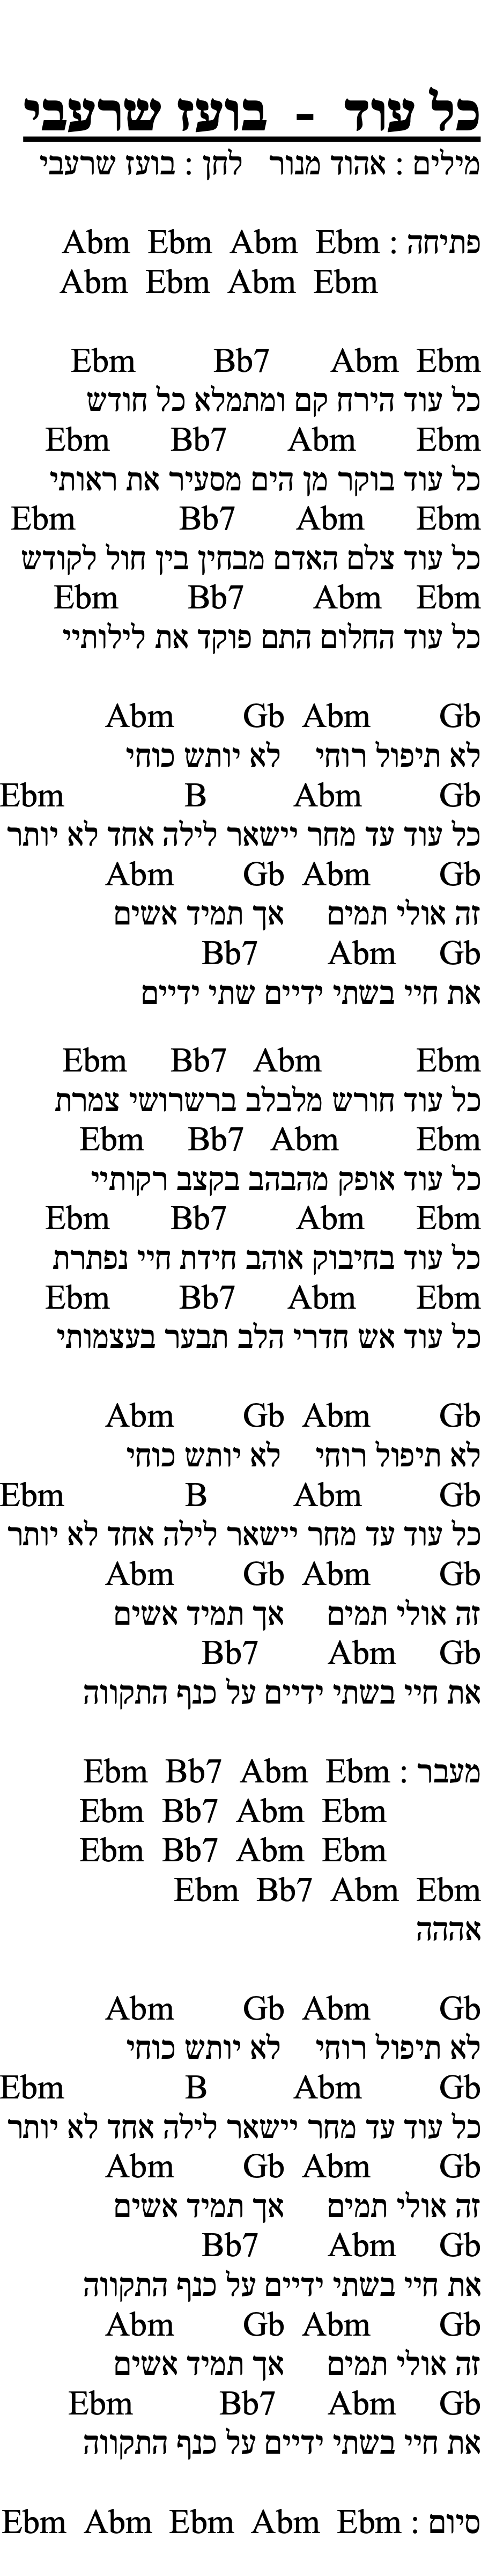 כל עוד - בועז שרעבי
מילים : אהוד מנור לחן : בועז שרעבי
פתיחה : Ebm Abm Ebm Abm
Ebm Abm Ebm Abm
Ebm Bb7 Abm Ebm
כל עוד הירח קם ומתמלא כל חודש
Ebm Bb7 Abm Ebm
כל עוד בוקר מן הים מסעיר את ראותי
Ebm Bb7 Abm Ebm
כל עוד צלם האדם מבחין בין חול לקודש
Ebm Bb7 Abm Ebm
כל עוד החלום התם פוקד את לילותיי
Abm Gb Abm Gb
לא תיפול רוחי לא יותש כוחי
Ebm B Abm Gb
כל עוד עד מחר יישאר לילה אחד לא יותר
Abm Gb Abm Gb
זה אולי תמים אך תמיד אשים
Bb7 Abm Gb
את חיי בשתי ידיים שתי ידיים
Ebm Bb7 Abm Ebm
כל עוד חורש מלבלב ברשרושי צמרת
Ebm Bb7 Abm Ebm
כל עוד אופק מהבהב בקצב רקותיי
Ebm Bb7 Abm Ebm
כל עוד בחיבוק אוהב חידת חיי נפתרת
Ebm Bb7 Abm Ebm
כל עוד אש חדרי הלב תבער בעצמותי
Abm Gb Abm Gb
לא תיפול רוחי לא יותש כוחי
Ebm B Abm Gb
כל עוד עד מחר יישאר לילה אחד לא יותר
Abm Gb Abm Gb
זה אולי תמים אך תמיד אשים
Bb7 Abm Gb
את חיי בשתי ידיים על כנף התקווה
מעבר : Ebm Bb7 Abm Ebm
Ebm Bb7 Abm Ebm
Ebm Bb7 Abm Ebm
Ebm Bb7 Abm Ebm
אההה
Abm Gb Abm Gb
לא תיפול רוחי לא יותש כוחי
Ebm B Abm Gb
כל עוד עד מחר יישאר לילה אחד לא יותר
Abm Gb Abm Gb
זה אולי תמים אך תמיד אשים
Bb7 Abm Gb
את חיי בשתי ידיים על כנף התקווה
Abm Gb Abm Gb
זה אולי תמים אך תמיד אשים
Ebm Bb7 Abm Gb
את חיי בשתי ידיים על כנף התקווה
סיום : Ebm Abm Ebm Abm Ebm